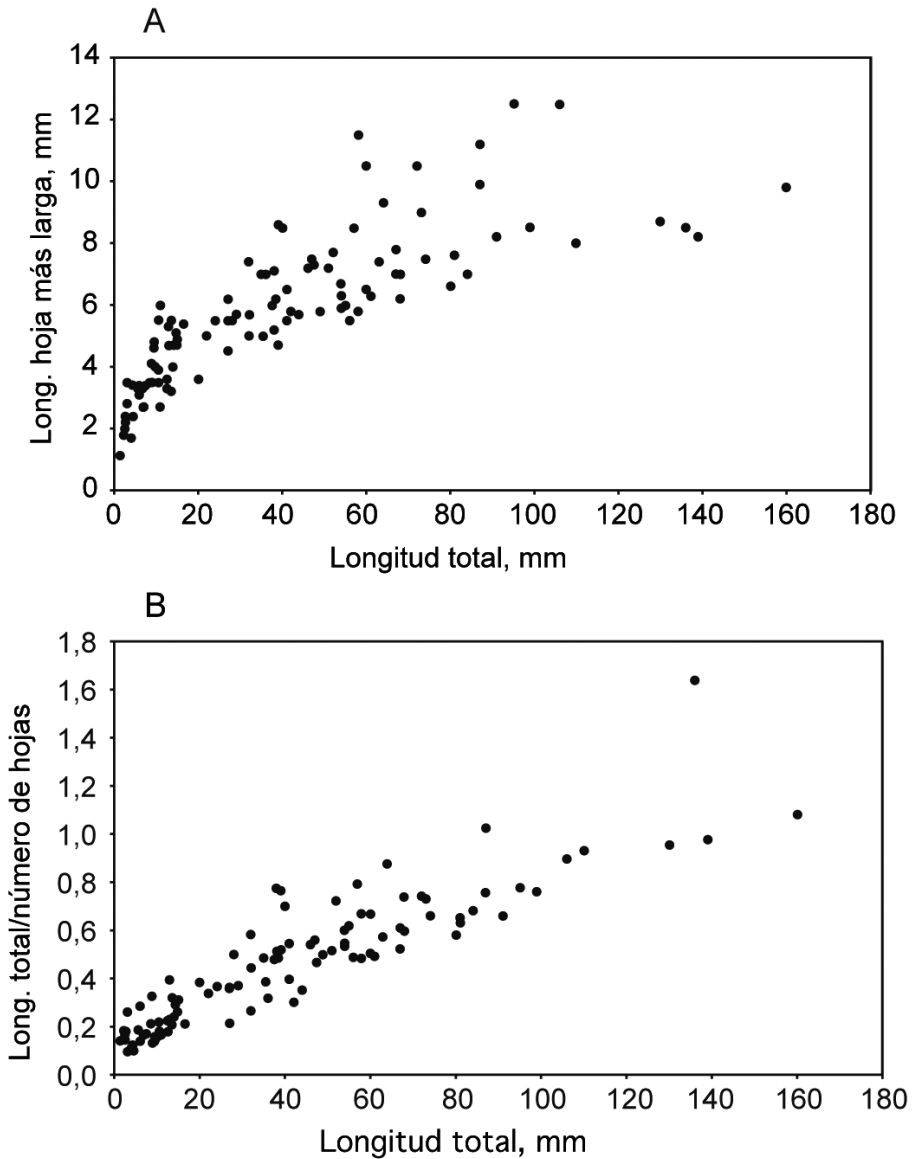 A
14
12
10
8
6
4
2
0
Long. hoja más larga, mm
0 20 40 60 80 100 120 140 160 180
Longitud total, mm
B
1,8
1,6
1,4
1,2
1,0
0,8
0,6
0,4
0,2
0,0
Long. total/número de hojas
0 20 40 60 80 100 120 140 160 180
Longitud total, mm